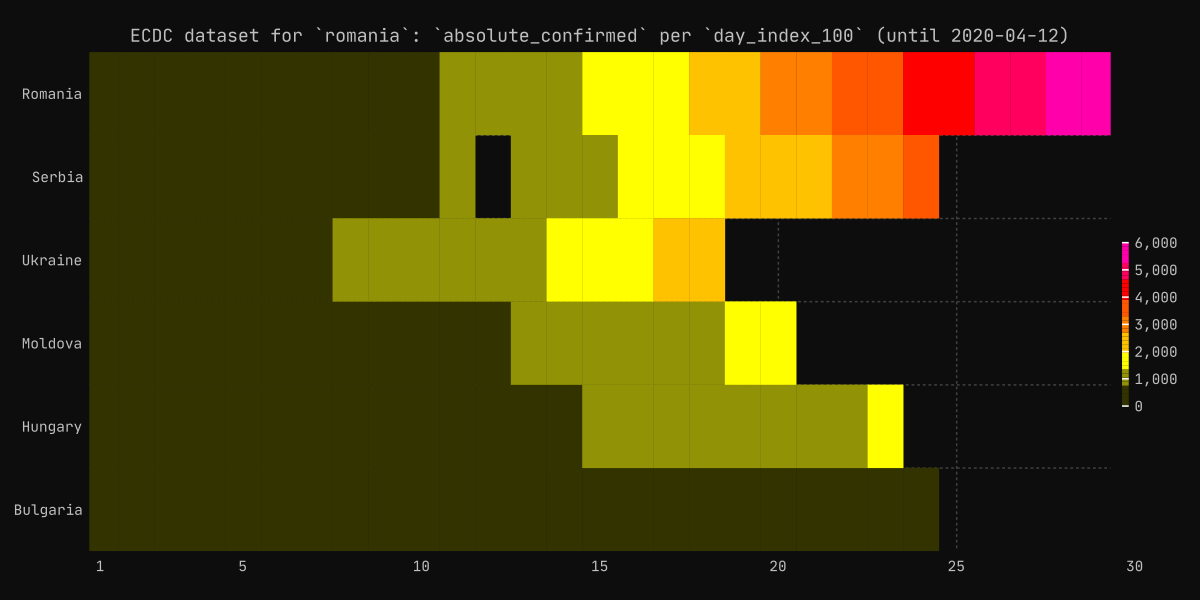 ECDC dataset for `romania`: `absolute_confirmed` per `day_index_100` (until 2020-04-12)
Romania
Serbia
Ukraine
Moldova
Hungary
Bulgaria
6,000
5,000
4,000
3,000
2,000
1,000
0
1 5 10 15 20 25 30